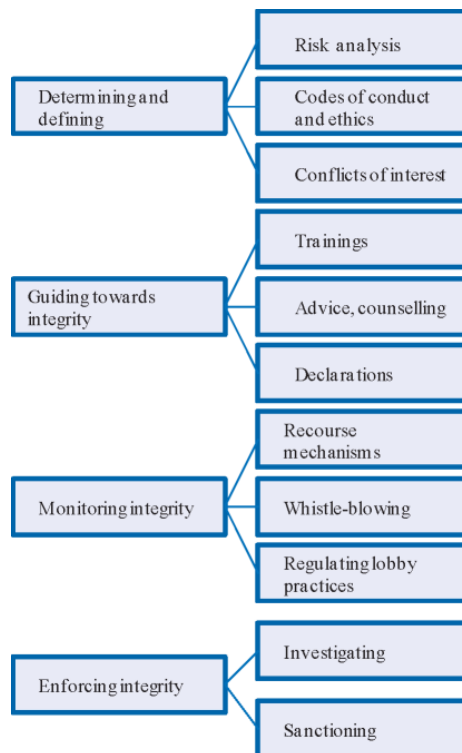 Determining and
defining
Risk analysis
Codes of conduct
and ethics
Conflicts of interest
Guiding towards
integrity
Trainings
Advice, counselling
Declarations
Monitoring integrity
Recourse
mechanisms
Whistle-blowing
Regulating lobby
practices
Enforcing integrity
Investigating
Sanctioning